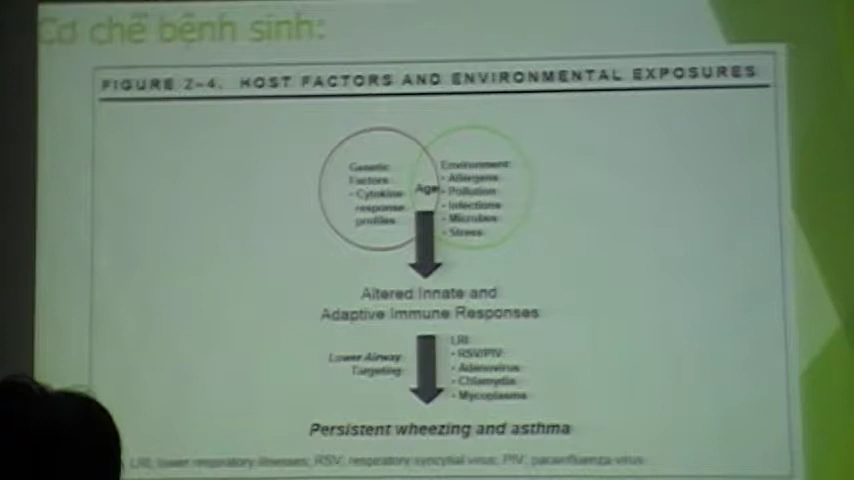 Cơ chế bệnh sinh:
FIGURE 2–4. HOST FACTORS AND ENVIRONMENTAL EXPOSURES
Genetic
Factors
- Cytokine
response
profiles
Age
Environment
- Allergens
- Pollution
- Infections
- Microbes
- Stress
Altered Innate and
Adaptive Immune Responses
Lower Airway
Targeting
LRI
- RSV/PIV
- Adenovirus
- Chlamydia
- Mycoplasma
Persistent wheezing and asthma
LRI, lower respiratory illnesses; RSV, respiratory syncytial virus; PIV, parainfluenza virus